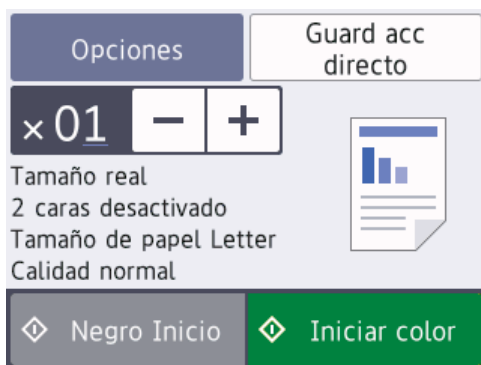 Opciones
Guard acc
directo
×01
Tamaño real
2 caras desactivado
Tamaño de papel Letter
Calidad normal
Negro Inicio
Iniciar color